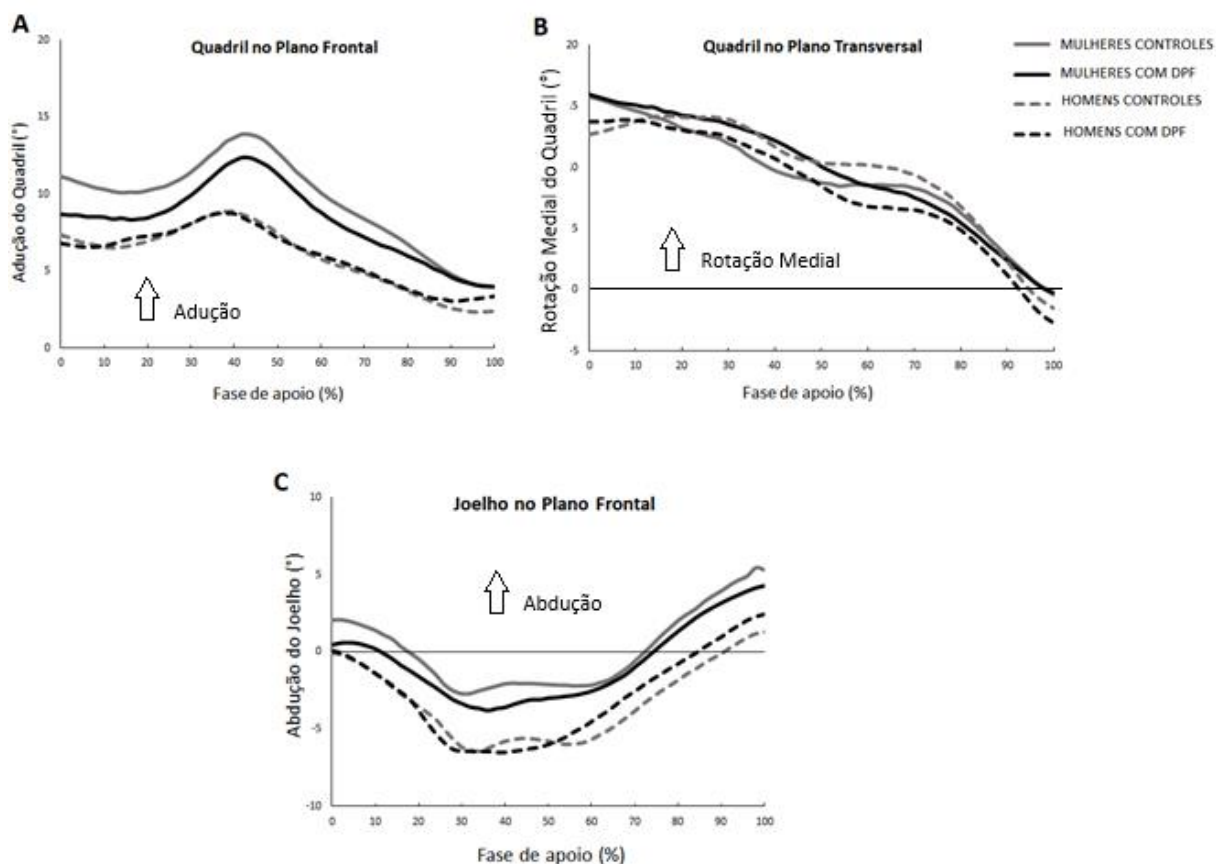 A
Quadril no Plano Frontal
Adução do Quadril (°)
20
15
10
5
0
Adução
0 10 20 30 40 50 60 70 80 90 100
Fase de apoio (%)
B
Quadril no Plano Transversal
Rotação Medial do Quadril (°)
20
15
10
5
0
-5
Rotação Medial
0 10 20 30 40 50 60 70 80 90 100
Fase de apoio (%)
MULHERES CONTROLES
MULHERES COM DPF
HOMENS CONTROLES
HOMENS COM DPF
C
Joelho no Plano Frontal
Abdução do Joelho (°)
10
5
0
-5
-10
Abdução
0 10 20 30 40 50 60 70 80 90 100
Fase de apoio (%)